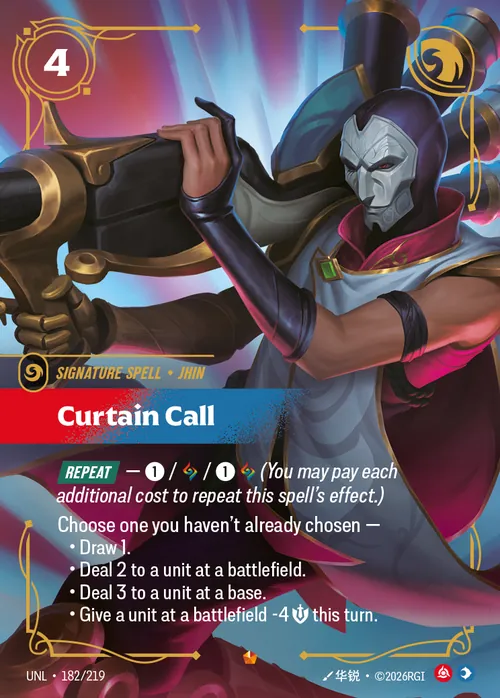 4
SIGNATURE SPELL • JHIN
Curtain Call
REPEAT — 1 / / 1 (You may pay each
additional cost to repeat this spell's effect.)
Choose one you haven't already chosen —
• Draw 1.
• Deal 2 to a unit at a battlefield.
• Deal 3 to a unit at a base.
• Give a unit at a battlefield -4 this turn.
UNL • 182/219
华锐 • ©2026RGI